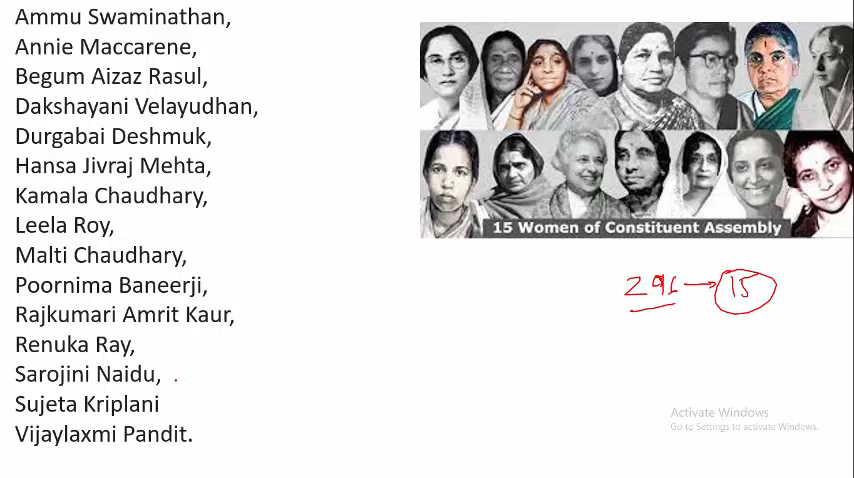 Ammu Swaminathan,
Annie Maccarene,
Begum Aizaz Rasul,
Dakshayani Velayudhan,
Durgabai Deshmuk,
Hansa Jivraj Mehta,
Kamala Chaudhary,
Leela Roy,
Malti Chaudhary,
Poornima Baneerji,
Rajkumari Amrit Kaur,
Renuka Ray,
Sarojini Naidu,
Sujeta Kriplani
Vijaylaxmi Pandit.
15 Women of Constituent Assembly
296 → 15
Activate Windows
Go to Settings to activate Windows.